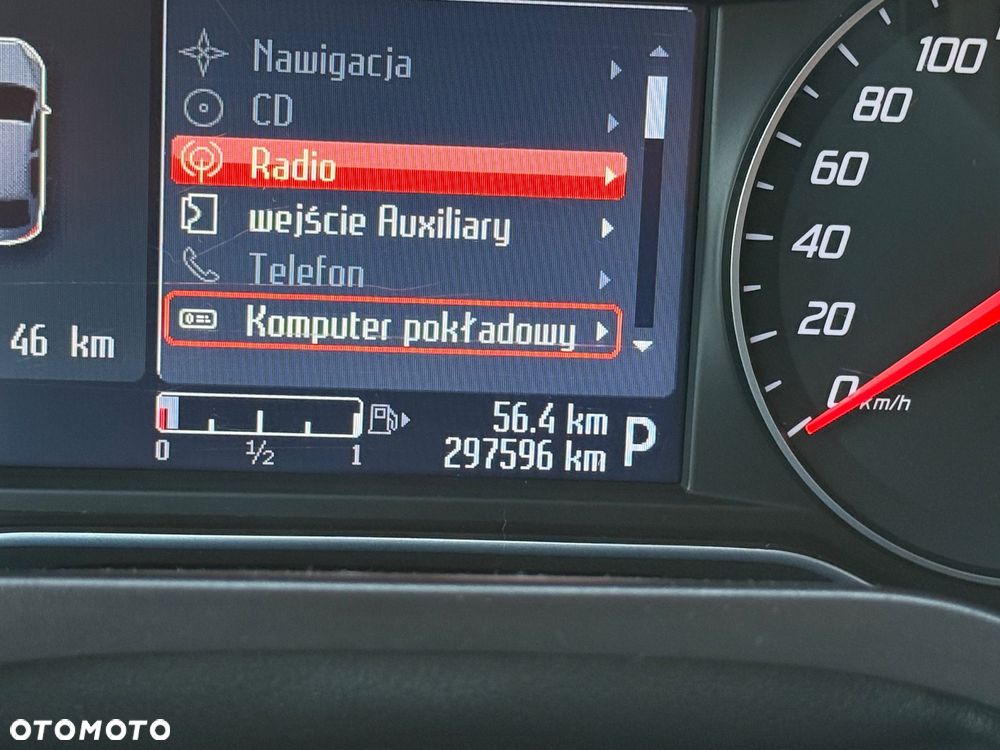 Nawigacja
CD
Radio
wejście Auxiliary
Telefon
Komputer pokładowy
46 km
0 ½ 1
56.4 km
297596 km
P
100
80
60
40
20
0 km/h
OTOMOTO